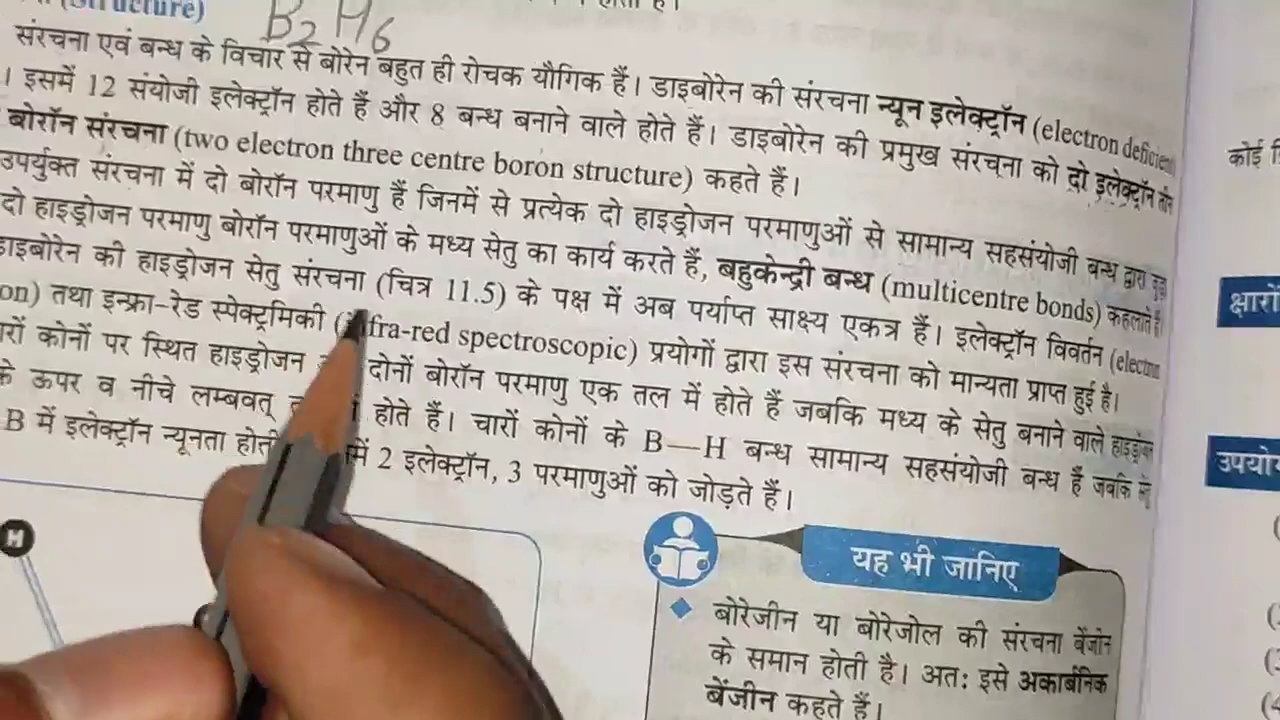 (Structure)
B2H6
संरचना एवं बन्ध के विचार से बोरेन बहुत ही रोचक यौगिक हैं। डाइबोरेन की संरचना न्यून इलेक्ट्रॉन (electron deficient
। इसमें 12 संयोजी इलेक्ट्रॉन होते हैं और 8 बन्ध बनाने वाले होते हैं। डाइबोरेन की प्रमुख संरचना को दो इलेक्ट्रॉन तीन
बोरॉन संरचना (two electron three centre boron structure) कहते हैं।
उपर्युक्त संरचना में दो बोरॉन परमाणु हैं जिनमें से प्रत्येक दो हाइड्रोजन परमाणुओं से सामान्य सहसंयोजी बन्ध द्वारा
दो हाइड्रोजन परमाणु बोरॉन परमाणुओं के मध्य सेतु का कार्य करते हैं, बहुकेन्द्री बन्ध (multicentre bonds) कहलाते हैं।
डाइबोरेन की हाइड्रोजन सेतु संरचना (चित्र 11.5) के पक्ष में अब पर्याप्त साक्ष्य एकत्र हैं। इलेक्ट्रॉन विवर्तन (electron
on) तथा इन्फ्रा-रेड स्पेक्ट्रमिकी (infra-red spectroscopic) प्रयोगों द्वारा इस संरचना को मान्यता प्राप्त हुई है।
कोनों पर स्थित हाइड्रोजन दोनों बोरॉन परमाणु एक तल में होते हैं जबकि मध्य के सेतु बनाने वाले हाइड्रोजन
के ऊपर व नीचे लम्बवत् होते हैं। चारों कोनों के B—H बन्ध सामान्य सहसंयोजी बन्ध हैं जबकि
B में इलेक्ट्रॉन न्यूनता होती में 2 इलेक्ट्रॉन, 3 परमाणुओं को जोड़ते हैं।
H
यह भी जानिए
बोरेजीन या बोरेजोल की संरचना बेंजीन
के समान होती है। अतः इसे अकार्बनिक
बेंजीन कहते हैं।
कोई
क्षारों
उपयो